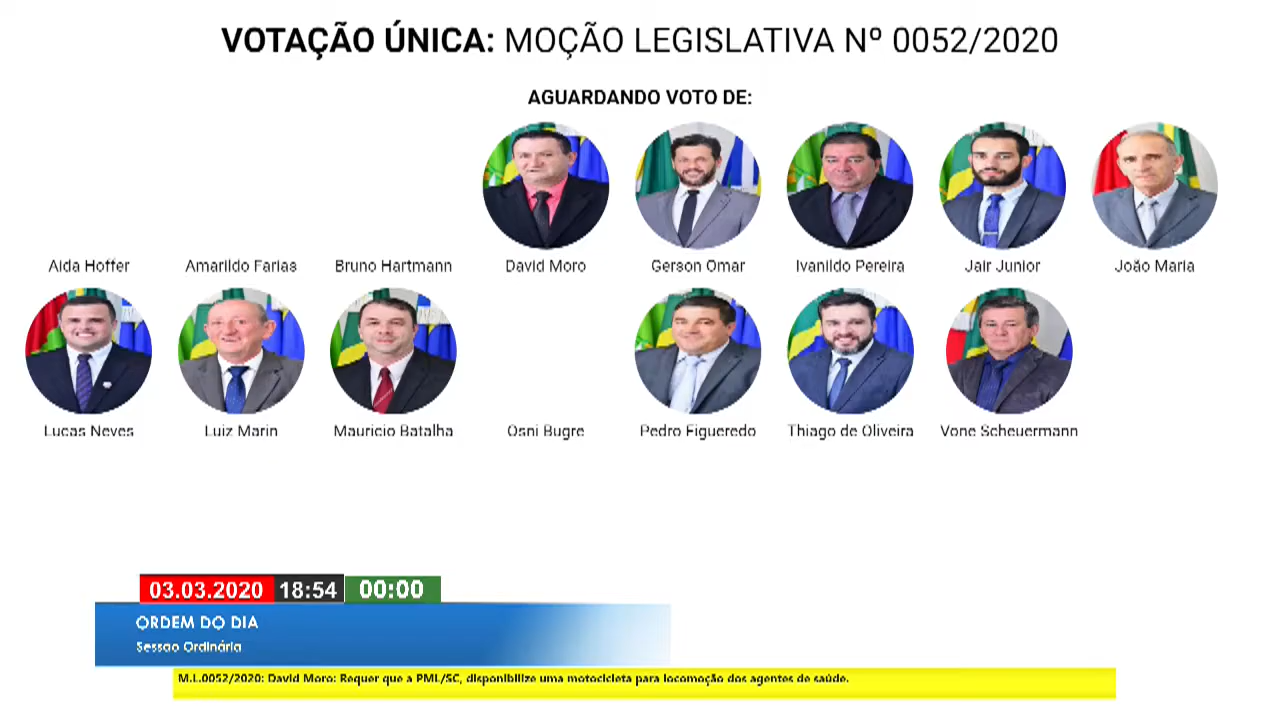 VOTAÇÃO ÚNICA: MOÇÃO LEGISLATIVA Nº 0052/2020
AGUARDANDO VOTO DE:
Aida Hoffer Amarildo Farias Bruno Hartmann David Moro Gerson Omar Ivanildo Pereira Jair Junior João Maria
Lucas Neves Luiz Marin Mauricio Batalha Osni Bugre Pedro Figueredo Thiago de Oliveira Vone Scheuermann
03.03.2020 18:54 00:00
ORDEM DO DIA
Sessao Ordinária
M.L.0052/2020: David Moro: Requer que a PML/SC, disponibilize uma motocicleta para locomoção dos agentes de saúde.